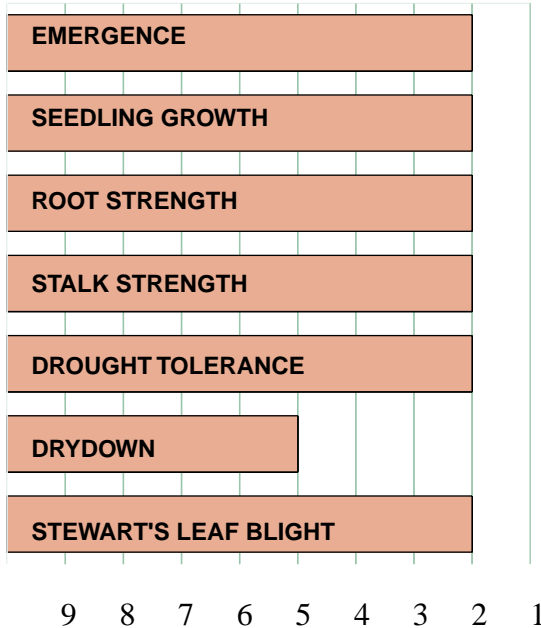 EMERGENCE
SEEDLING GROWTH
ROOT STRENGTH
STALK STRENGTH
DROUGHT TOLERANCE
DRYDOWN
STEWART'S LEAF BLIGHT
9 8 7 6 5 4 3 2 1